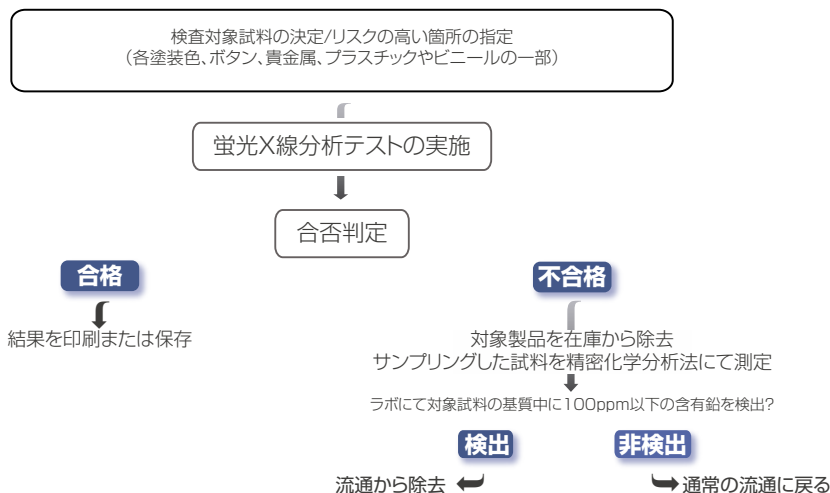 検査対象試料の決定/リスクの高い箇所の指定
（各塗装色、ボタン、貴金属、プラスチックやビニールの一部）
蛍光X線分析テストの実施
合否判定
合格
不合格
結果を印刷または保存
対象製品を在庫から除去
サンプリングした試料を精密化学分析法にて測定
ラボにて対象試料の基質中に100ppm以下の含有鉛を検出?
検出
非検出
流通から除去
通常の流通に戻る